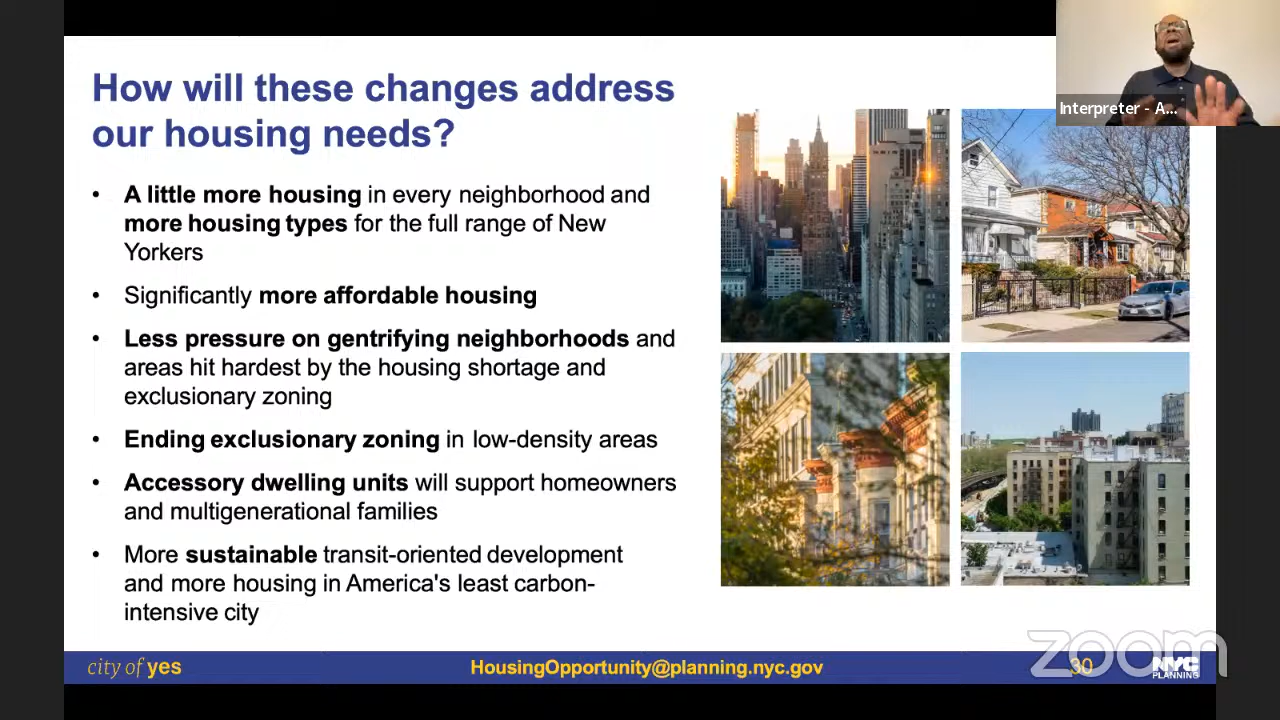 How will these changes address
our housing needs?
• A little more housing in every neighborhood and
more housing types for the full range of New
Yorkers
• Significantly more affordable housing
• Less pressure on gentrifying neighborhoods and
areas hit hardest by the housing shortage and
exclusionary zoning
• Ending exclusionary zoning in low-density areas
• Accessory dwelling units will support homeowners
and multigenerational families
• More sustainable transit-oriented development
and more housing in America's least carbon-
intensive city
Interpreter - A...
city of yes
HousingOpportunity@planning.nyc.gov
30
zoom
NYC
PLANNING